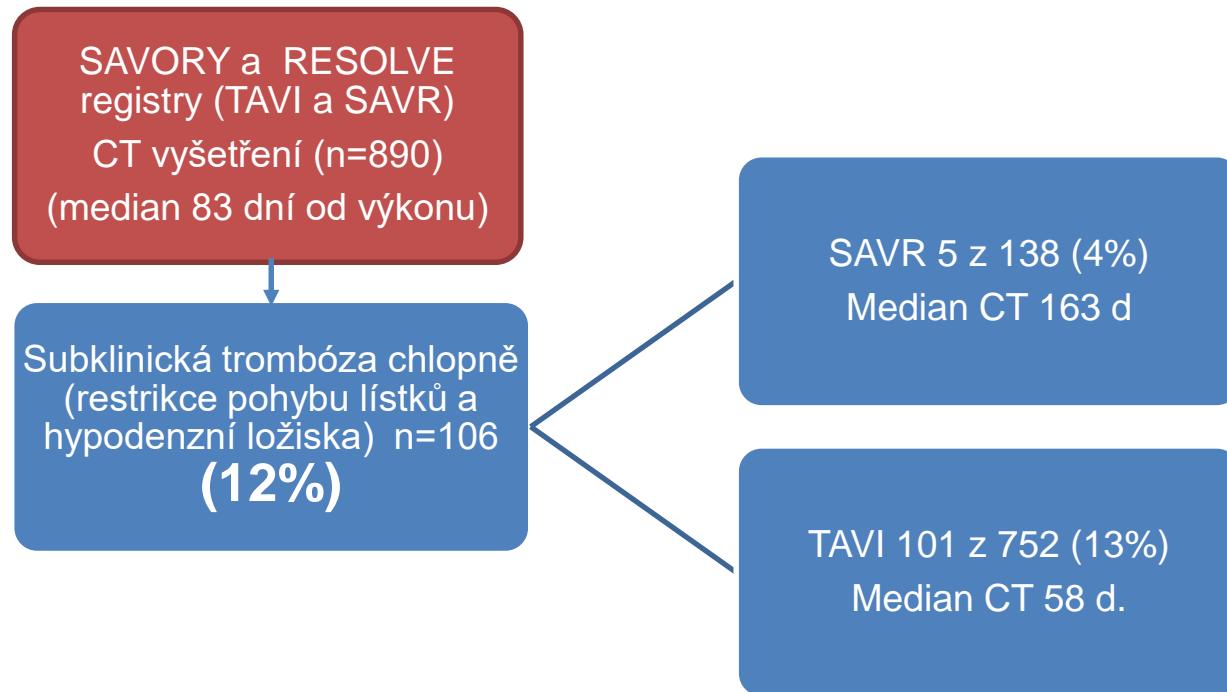 SAVORY a RESOLVE
registry (TAVI a SAVR)
CT vyšetření (n=890)
(median 83 dní od výkonu)
Subklinická trombóza chlopně
(restrikce pohybu lístků a
hypodenzní ložiska) n=106
(12%)
SAVR 5 z 138 (4%)
Median CT 163 d
TAVI 101 z 752 (13%)
Median CT 58 d.